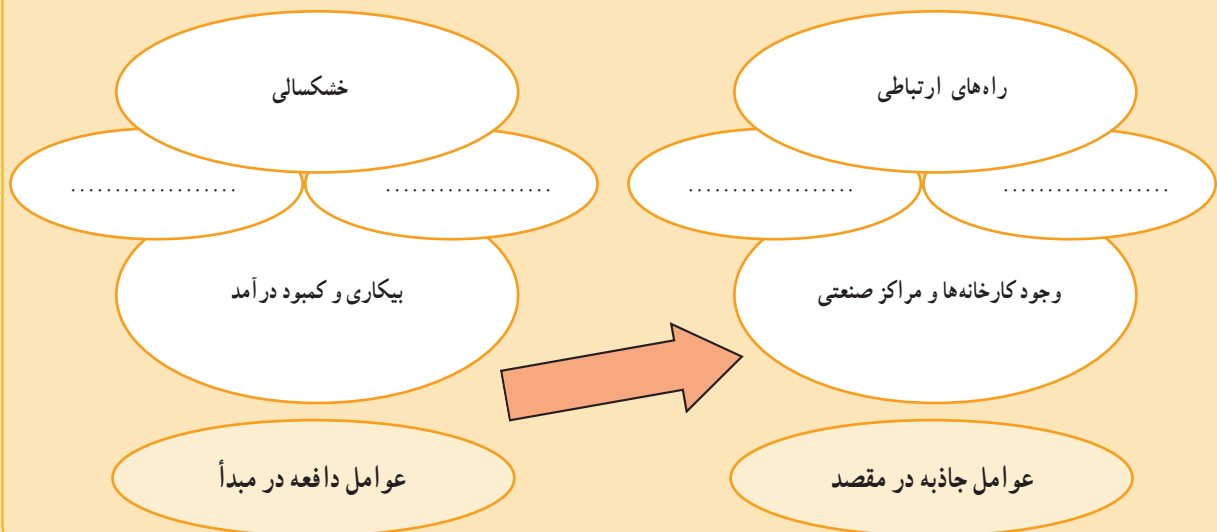 راه‌های ارتباطی
...................
...................
وجود کارخانه‌ها و مراکز صنعتی
عوامل جاذبه در مقصد
خشکسالی
...................
...................
بیکاری و کمبود درآمد
عوامل دافعه در مبدأ